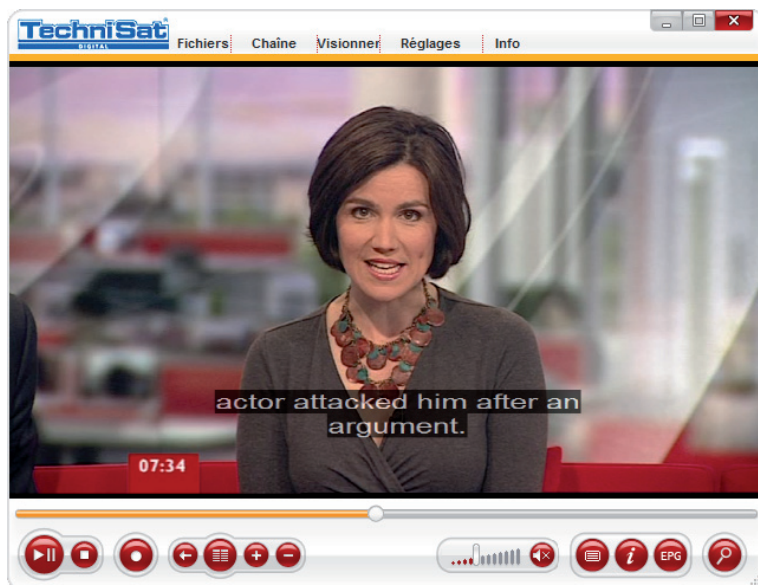 TechniSat
DIGITAL
Fichiers Chaîne Visionner Réglages Info
actor attacked him after an
argument.
07:34
i EPG